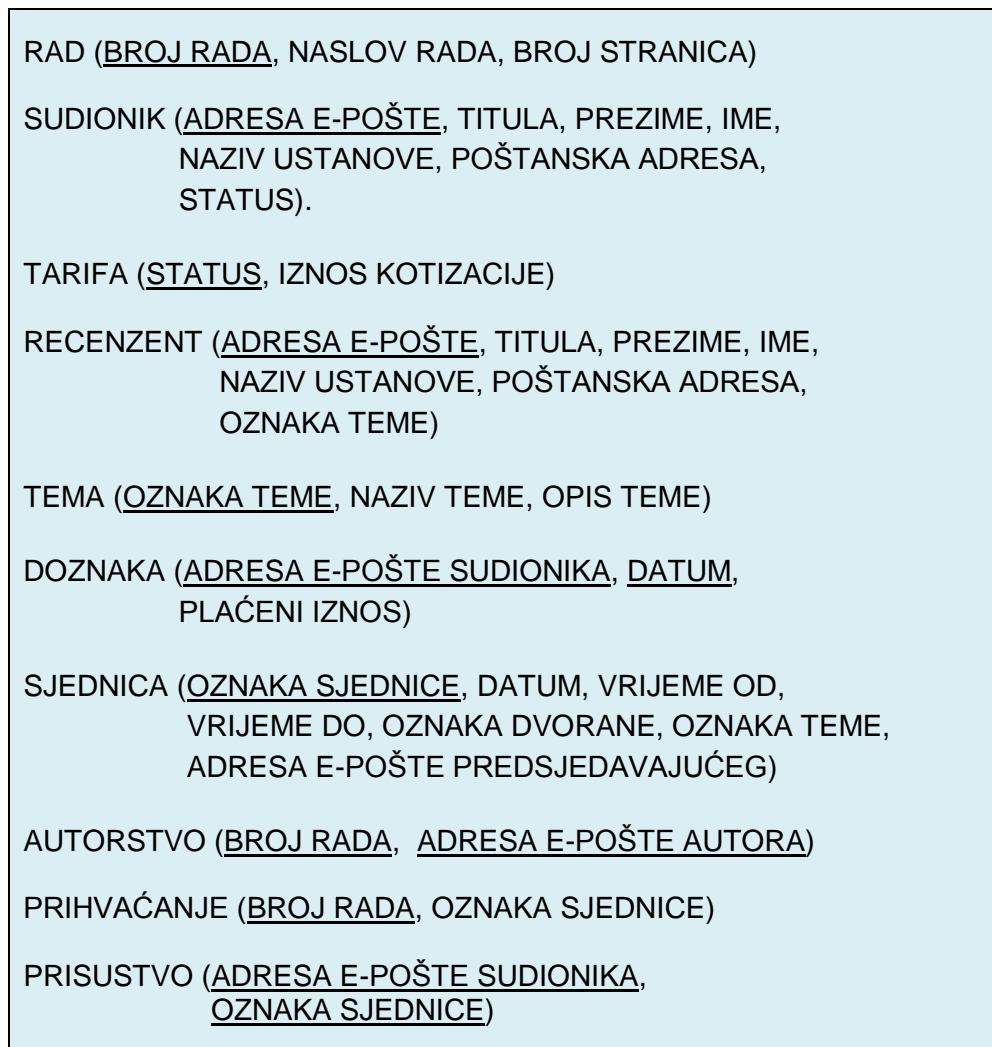 RAD (BROJ RADA, NASLOV RADA, BROJ STRANICA)
SUDIONIK (ADRESA E-POŠTE, TITULA, PREZIME, IME,
NAZIV USTANOVE, POŠTANSKA ADRESA,
STATUS).
TARIFA (STATUS, IZNOS KOTIZACIJE)
RECENZENT (ADRESA E-POŠTE, TITULA, PREZIME, IME,
NAZIV USTANOVE, POŠTANSKA ADRESA,
OZNAKA TEME)
TEMA (OZNAKA TEME, NAZIV TEME, OPIS TEME)
DOZNAKA (ADRESA E-POŠTE SUDIONIKA, DATUM,
PLAĆENI IZNOS)
SJEDNICA (OZNAKA SJEDNICE, DATUM, VRIJEME OD,
VRIJEME DO, OZNAKA DVORANE, OZNAKA TEME,
ADRESA E-POŠTE PREDSJEDAVAJUĆEG)
AUTORSTVO (BROJ RADA, ADRESA E-POŠTE AUTORA)
PRIHVAĆANJE (BROJ RADA, OZNAKA SJEDNICE)
PRISUSTVO (ADRESA E-POŠTE SUDIONIKA,
OZNAKA SJEDNICE)